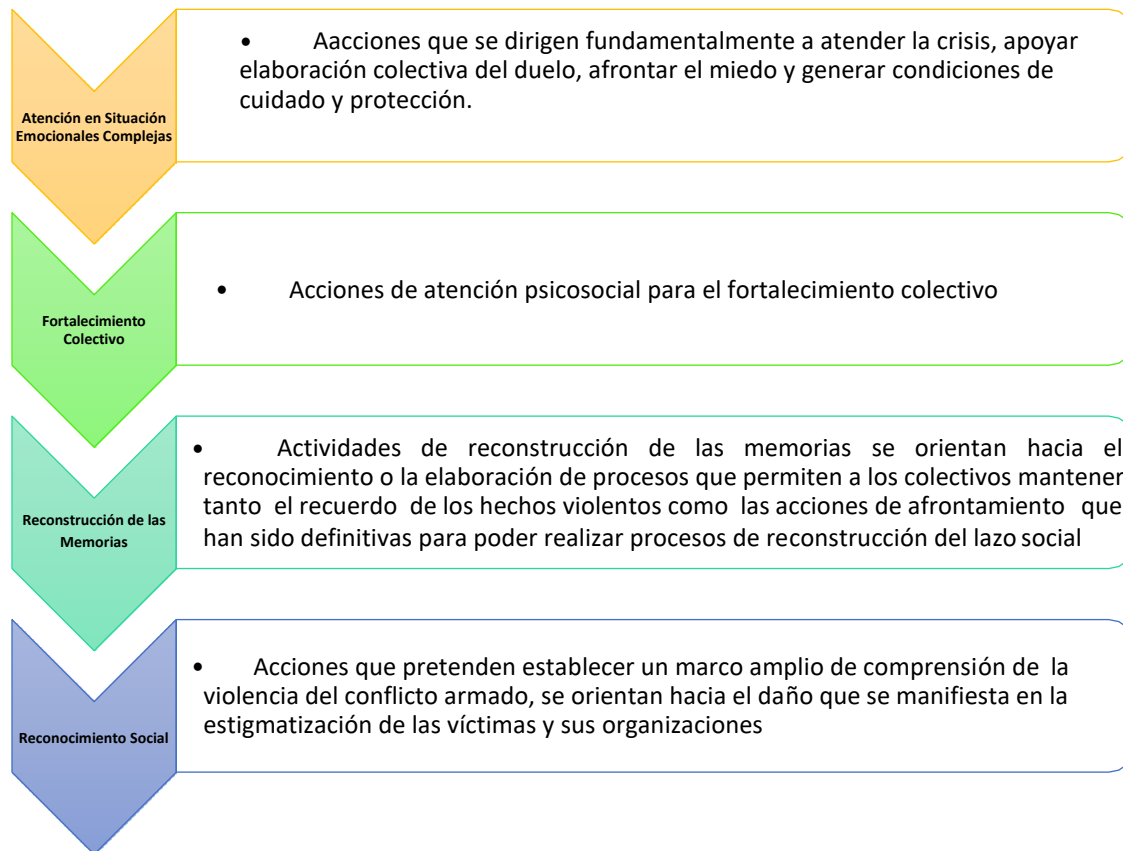 Atención en Situación
Emocionales Complejas
• Aacciones que se dirigen fundamentalmente a atender la crisis, apoyar
elaboración colectiva del duelo, afrontar el miedo y generar condiciones de
cuidado y protección.
Fortalecimiento
Colectivo
• Acciones de atención psicosocial para el fortalecimiento colectivo
Reconstrucción de las
Memorias
• Actividades de reconstrucción de las memorias se orientan hacia el
reconocimiento o la elaboración de procesos que permiten a los colectivos mantener
tanto el recuerdo de los hechos violentos como las acciones de afrontamiento que
han sido definitivas para poder realizar procesos de reconstrucción del lazo social
Reconocimiento Social
• Acciones que pretenden establecer un marco amplio de comprensión de la
violencia del conflicto armado, se orientan hacia el daño que se manifiesta en la
estigmatización de las víctimas y sus organizaciones